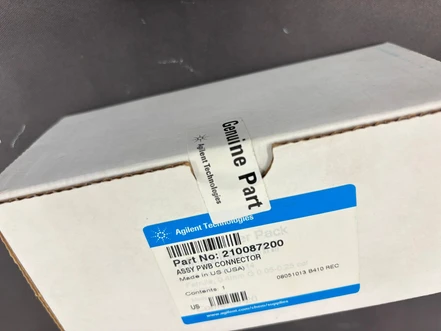 Genuine Part
Agilent Technologies
Agilent Technologies
Part No: 210087200
ASSY PWB CONNECTOR
Made in US (USA)
Contents: 1
08051013 B410 REC
US